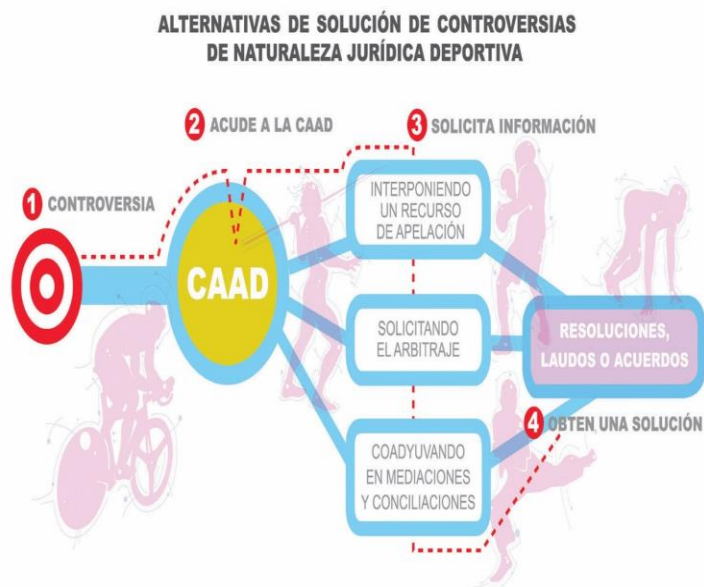 ALTERNATIVAS DE SOLUCIÓN DE CONTROVERSIAS
DE NATURALEZA JURÍDICA DEPORTIVA
1 CONTROVERSIA
2 ACUDE A LA CAAD
3 SOLICITA INFORMACIÓN
CAAD
INTERPONIENDO
UN RECURSO
DE APELACIÓN
SOLICITANDO
EL ARBITRAJE
COADYUVANDO
EN MEDIACIONES
Y CONCILIACIONES
RESOLUCIONES,
LAUDOS O ACUERDOS
4 OBTEN UNA SOLUCIÓN